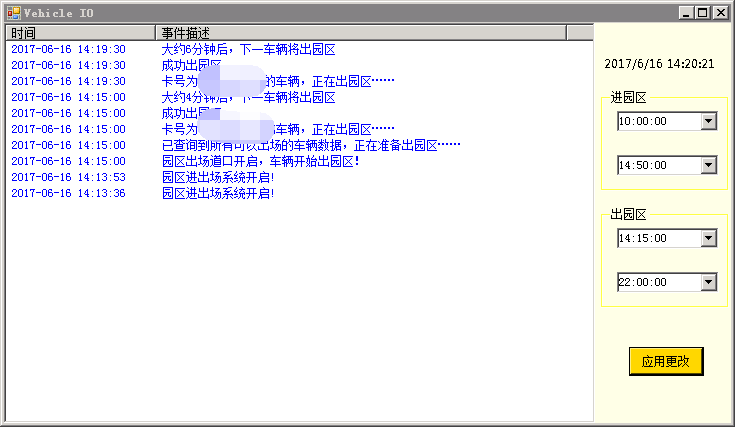 Vehicle IO
时间 事件描述
2017-06-16 14:19:30 大约6分钟后，下一车辆将出园区
2017-06-16 14:19:30 成功出园区
2017-06-16 14:19:30 卡号为 的车辆，正在出园区……
2017-06-16 14:15:00 大约4分钟后，下一车辆将出园区
2017-06-16 14:15:00 成功出园区
2017-06-16 14:15:00 卡号为 车辆，正在出园区……
2017-06-16 14:15:00 已查询到所有可以出场的车辆数据，正在准备出园区……
2017-06-16 14:15:00 园区出场道口开启，车辆开始出园区！
2017-06-16 14:13:53 园区进出场系统开启！
2017-06-16 14:13:36 园区进出场系统开启！
2017/6/16 14:20:21
进园区
10:00:00
14:50:00
出园区
14:15:00
22:00:00
应用更改